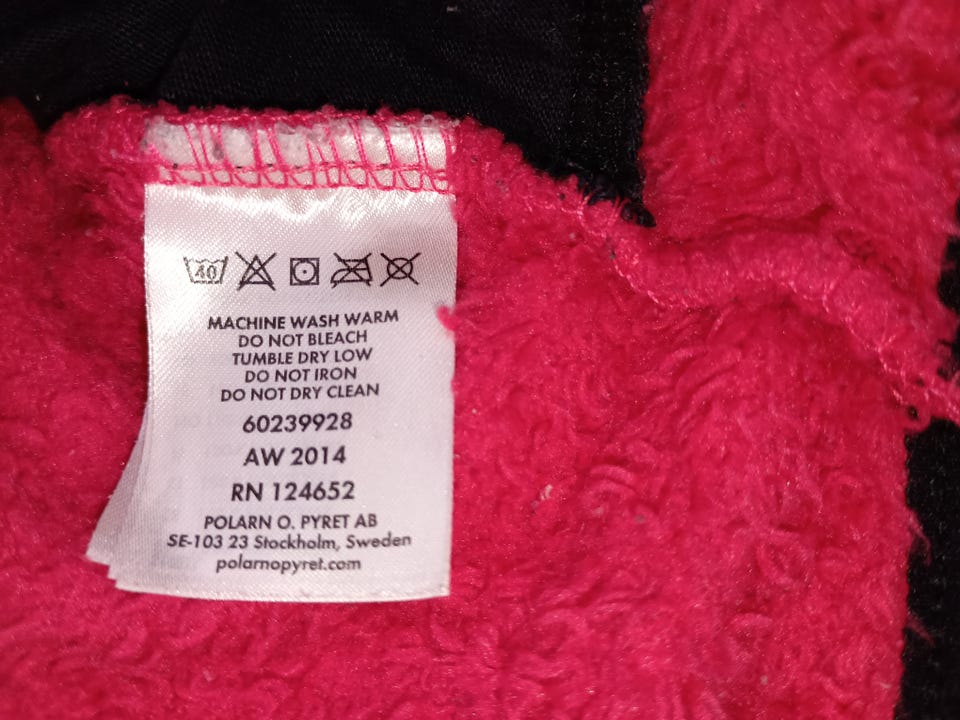 40
MACHINE WASH WARM
DO NOT BLEACH
TUMBLE DRY LOW
DO NOT IRON
DO NOT DRY CLEAN
60239928
AW 2014
RN 124652
POLARN O. PYRET AB
SE-103 23 Stockholm, Sweden
polarnopyret.com